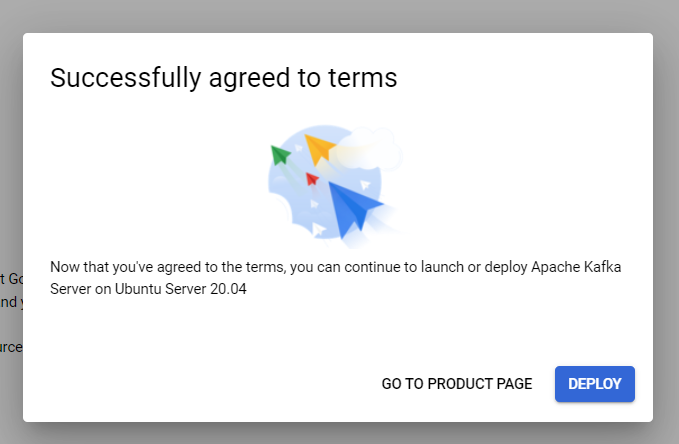 Successfully agreed to terms
Now that you've agreed to the terms, you can continue to launch or deploy Apache Kafka
Server on Ubuntu Server 20.04
GO TO PRODUCT PAGE
DEPLOY